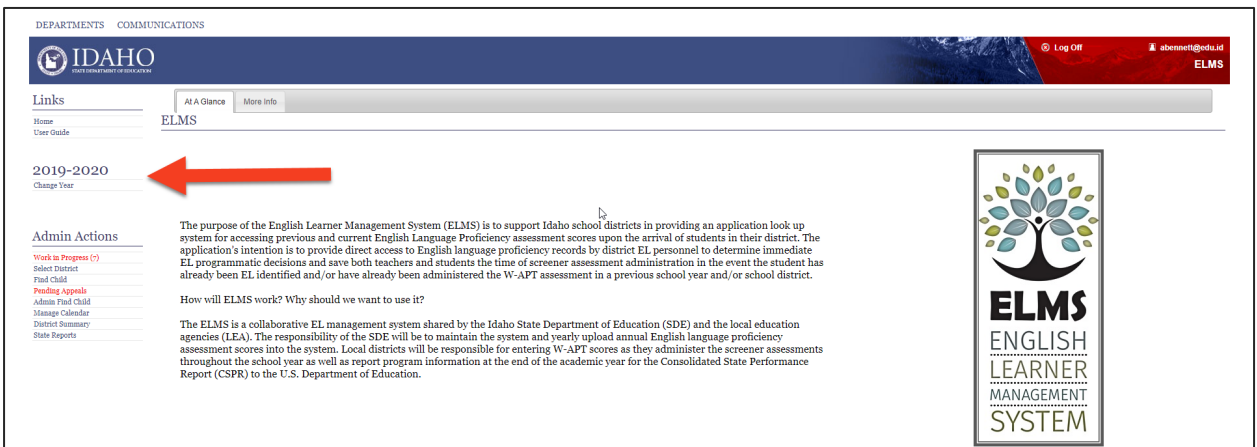 DEPARTMENTS COMMUNICATIONS
IDAHO
STATE DEPARTMENT OF EDUCATION
Log Off
abennett@edu.id
ELMS
Links
Home
User Guide
2019-2020
Change Year
Admin Actions
Work in Progress (7)
Select District
Find Child
Pending Appeals
Admin Find Child
Manage Calendar
District Summary
State Reports
At A Glance More Info
ELMS
The purpose of the English Learner Management System (ELMS) is to support Idaho school districts in providing an application look up
system for accessing previous and current English Language Proficiency assessment scores upon the arrival of students in their district. The
application's intention is to provide direct access to English language proficiency records by district EL personnel to determine immediate
EL programmatic decisions and save both teachers and students the time of screener assessment administration in the event the student has
already been EL identified and/or have already been administered the W-APT assessment in a previous school year and/or school district.
How will ELMS work? Why should we want to use it?
The ELMS is a collaborative EL management system shared by the Idaho State Department of Education (SDE) and the local education
agencies (LEA). The responsibility of the SDE will be to maintain the system and yearly upload annual English language proficiency
assessment scores into the system. Local districts will be responsible for entering W-APT scores as they administer the screener assessments
throughout the school year as well as report program information at the end of the academic year for the Consolidated State Performance
Report (CSPR) to the U.S. Department of Education.
ELMS
ENGLISH
LEARNER
MANAGEMENT
SYSTEM